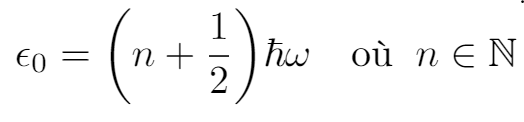 ϵ₀ = (n + 1/2) ħω où n ∈ ℕ